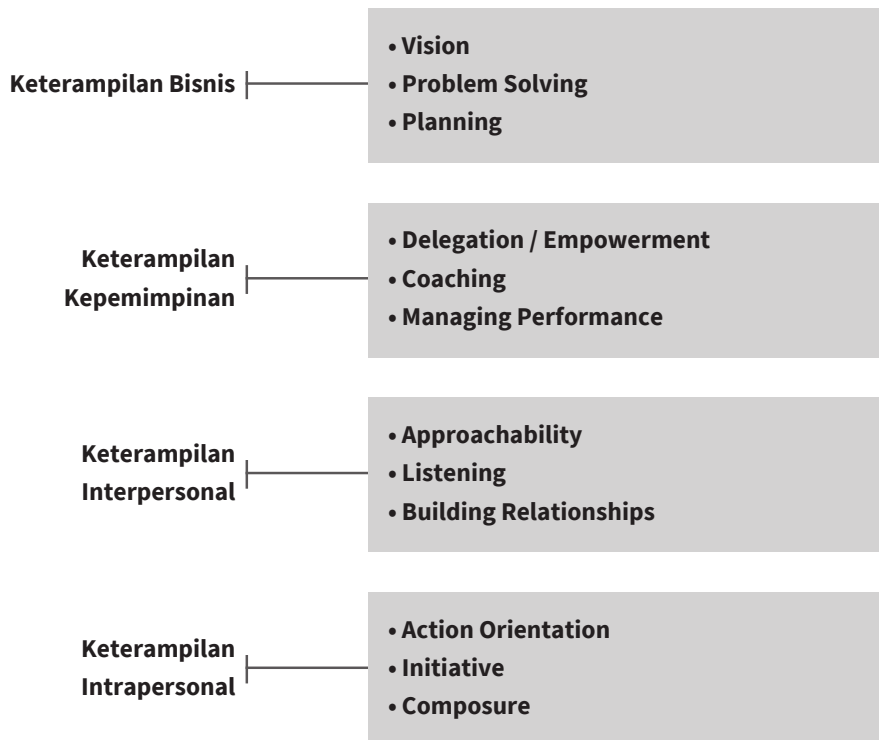 Keterampilan Bisnis
• Vision
• Problem Solving
• Planning
Keterampilan
Kepemimpinan
• Delegation / Empowerment
• Coaching
• Managing Performance
Keterampilan
Interpersonal
• Approachability
• Listening
• Building Relationships
Keterampilan
Intrapersonal
• Action Orientation
• Initiative
• Composure